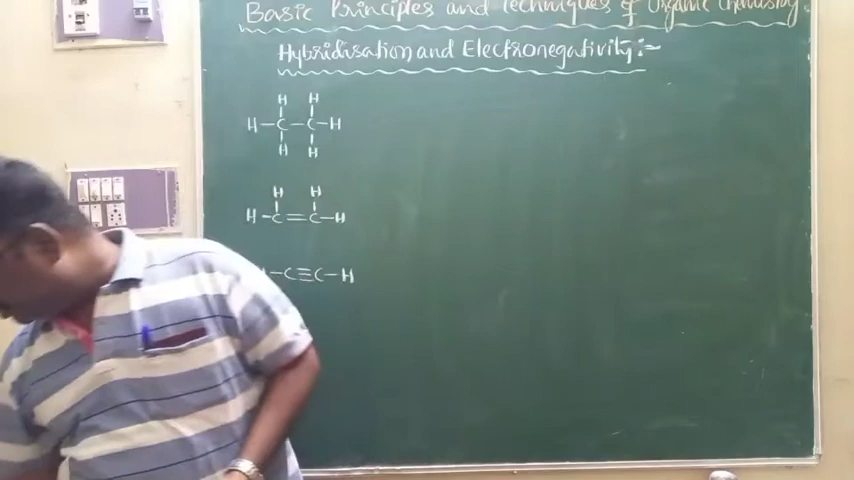 Basic Principles and Techniques of Organic Chemistry.
Hybridisation and Electronegativity :-
H H
H-C-C-H
H H
H H
H-C=C-H
-C≡C-H